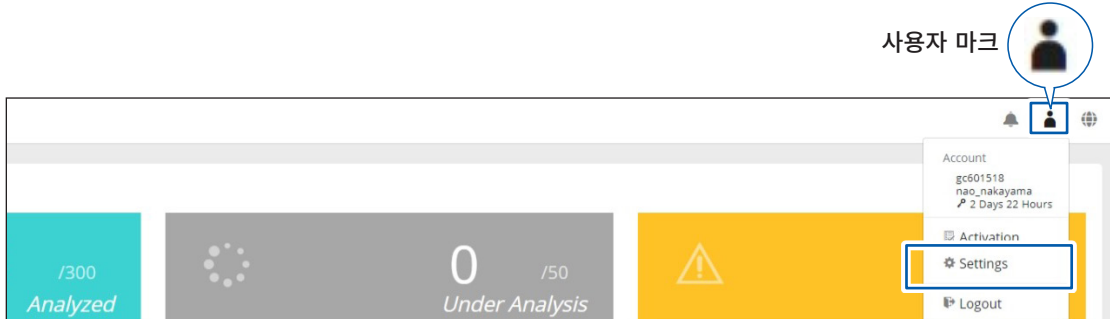 사용자 마크
Account
gc601518
nao_nakayama
2 Days 22 Hours
Activation
Settings
Logout
/300
Analyzed
0 /50
Under Analysis